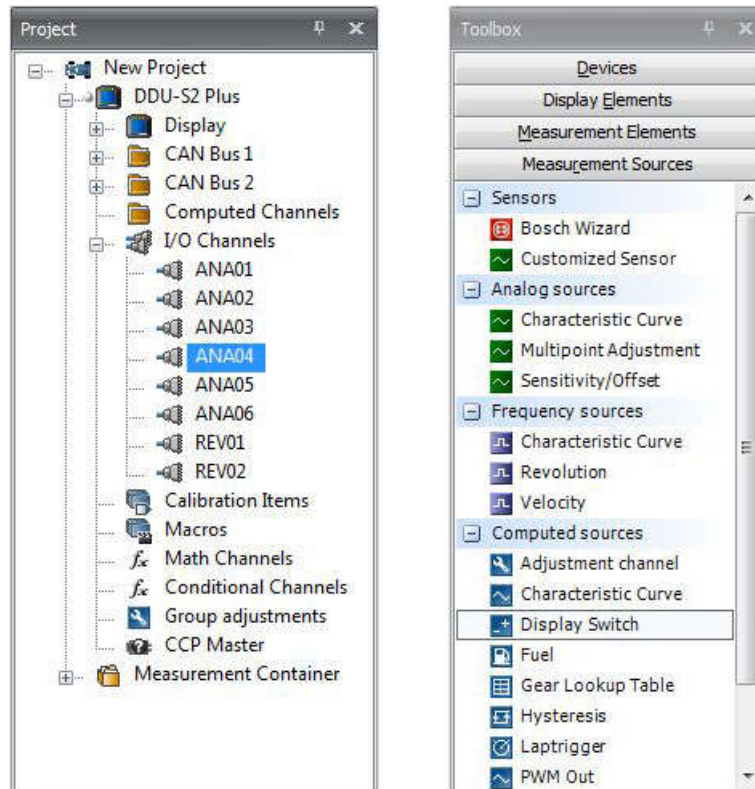 Project
New Project
DDU-S2 Plus
Display
CAN Bus 1
CAN Bus 2
Computed Channels
I/O Channels
ANA01
ANA02
ANA03
ANA04
ANA05
ANA06
REV01
REV02
Calibration Items
Macros
fx Math Channels
fx Conditional Channels
Group adjustments
CCP Master
Measurement Container
Toolbox
Devices
Display Elements
Measurement Elements
Measurement Sources
Sensors
Bosch Wizard
Customized Sensor
Analog sources
Characteristic Curve
Multipoint Adjustment
Sensitivity/Offset
Frequency sources
Characteristic Curve
Revolution
Velocity
Computed sources
Adjustment channel
Characteristic Curve
Display Switch
Fuel
Gear Lookup Table
Hysteresis
Laptrigger
PWM Out